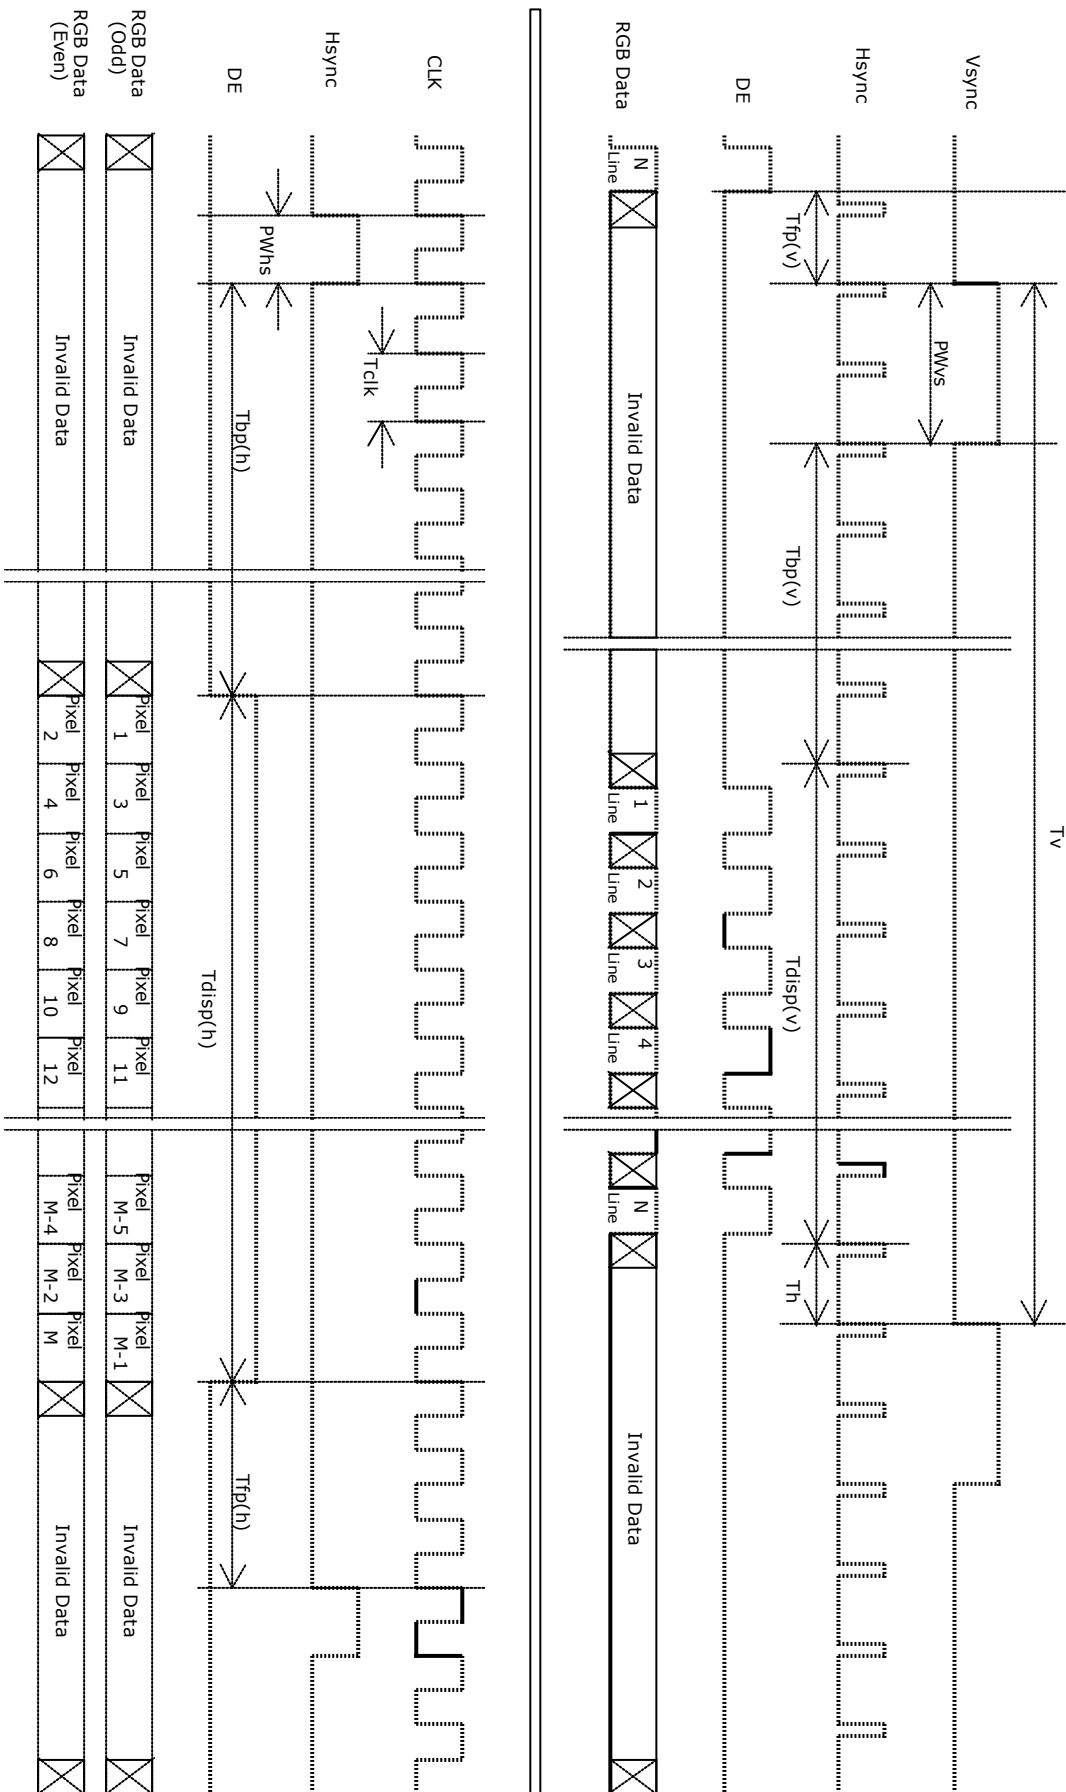 Tv
Vsync
PWvs
Hsync
Tfp(v)
Tbp(v)
Tdisp(v)
Th
DE
RGB Data
N
Line
Invalid Data
1
Line
2
Line
3
Line
4
Line
N
Line
Invalid Data
CLK
Tclk
Hsync
PWhs
DE
Tbp(h)
Tdisp(h)
Tfp(h)
RGB Data
(Odd)
Invalid Data
Pixel
1
Pixel
3
Pixel
5
Pixel
7
Pixel
9
Pixel
11
Pixel
M-5
Pixel
M-3
Pixel
M-1
Invalid Data
RGB Data
(Even)
Invalid Data
Pixel
2
Pixel
4
Pixel
6
Pixel
8
Pixel
10
Pixel
12
Pixel
M-4
Pixel
M-2
Pixel
M
Invalid Data